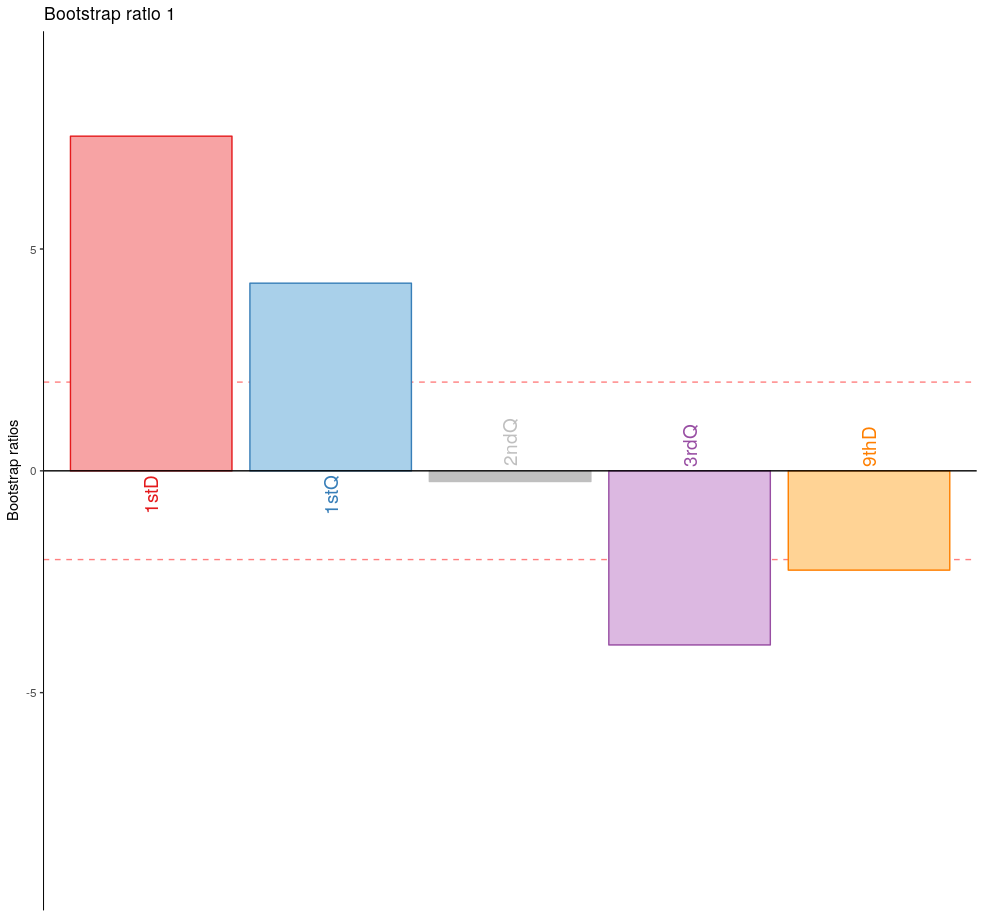 Bootstrap ratio 1
Bootstrap ratios
5
0
-5
1stD
1stQ
2ndQ
3rdQ
9thD